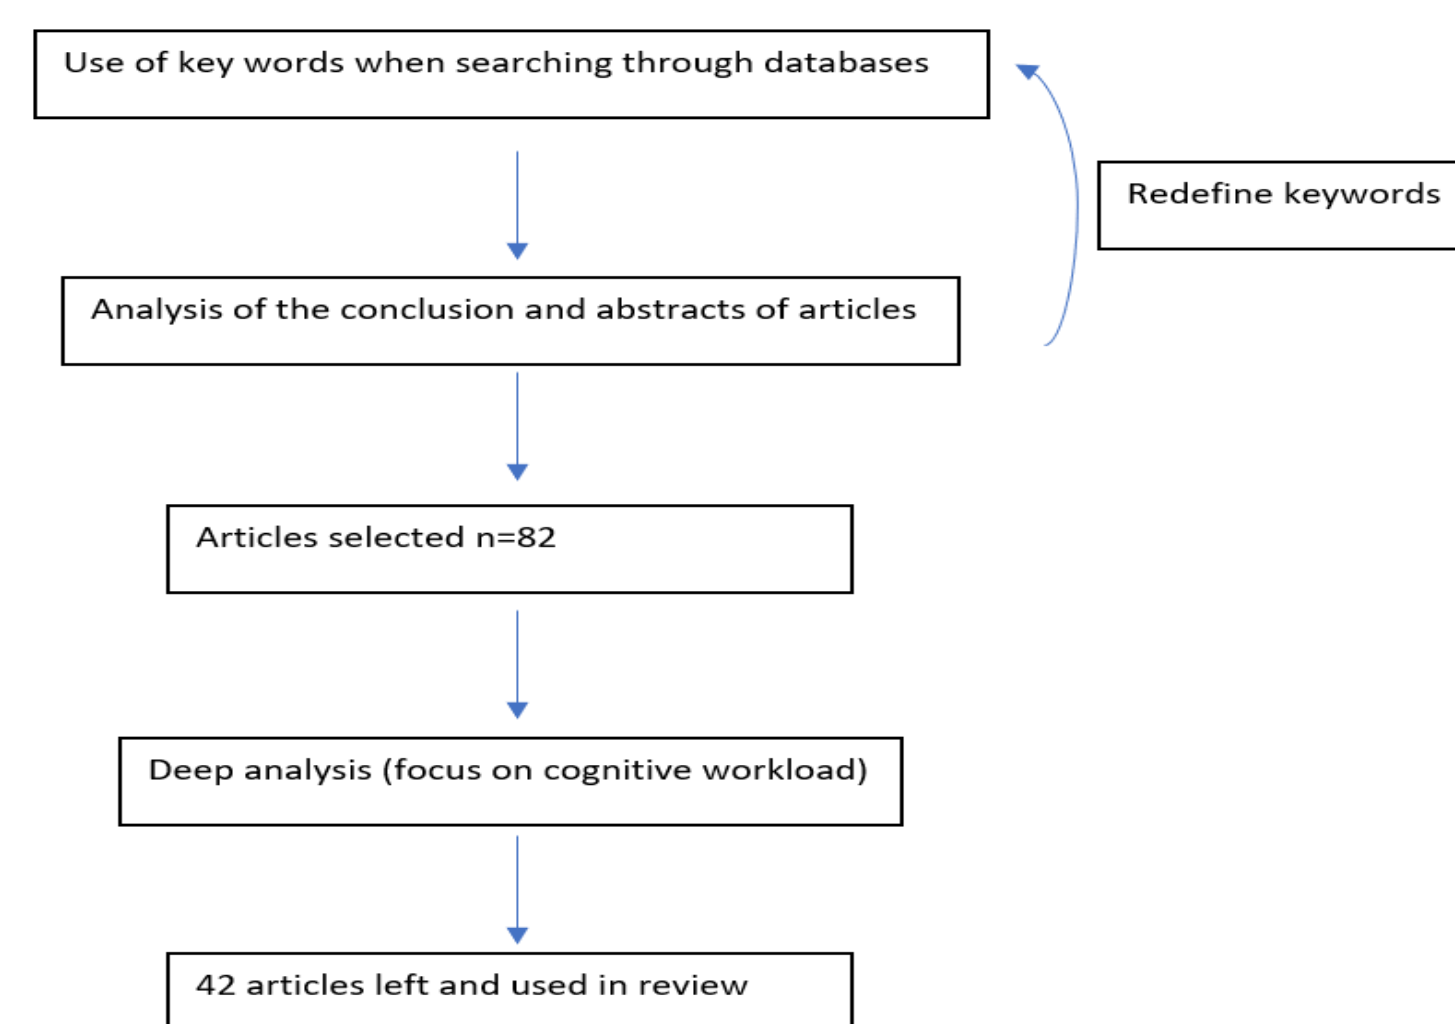 Use of key words when searching through databases
Redefine keywords
Analysis of the conclusion and abstracts of articles
Articles selected n=82
Deep analysis (focus on cognitive workload)
42 articles left and used in review